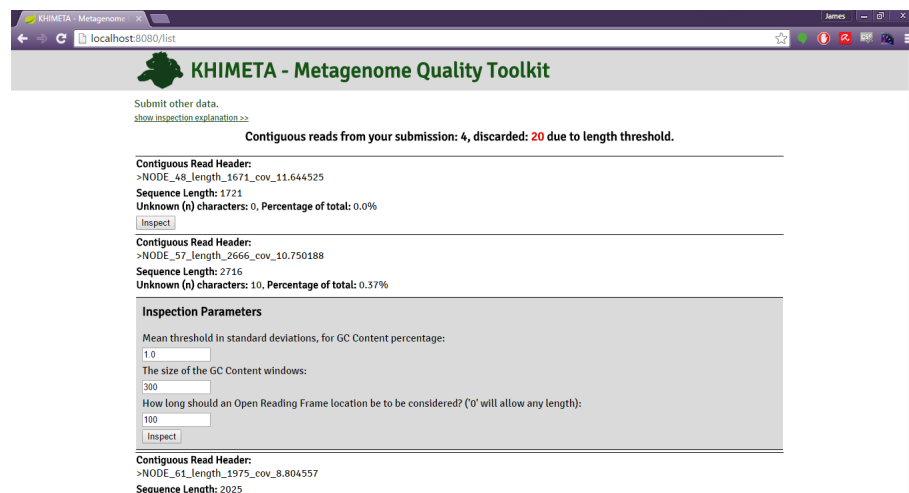 KHIMETA - Metagenome
James
localhost:8080/list
KHIMETA - Metagenome Quality Toolkit
Submit other data.
show inspection explanation >>
Contiguous reads from your submission: 4, discarded: 20 due to length threshold.
Contiguous Read Header:
>NODE_48_length_1671_cov_11.644525
Sequence Length: 1721
Unknown (n) characters: 0, Percentage of total: 0.0%
Inspect
Contiguous Read Header:
>NODE_57_length_2666_cov_10.750188
Sequence Length: 2716
Unknown (n) characters: 10, Percentage of total: 0.37%
Inspection Parameters
Mean threshold in standard deviations, for GC Content percentage:
1.0
The size of the GC Content windows:
300
How long should an Open Reading Frame location be to be considered? ('0' will allow any length):
100
Inspect
Contiguous Read Header:
>NODE_61_length_1975_cov_8.804557
Sequence Length: 2025